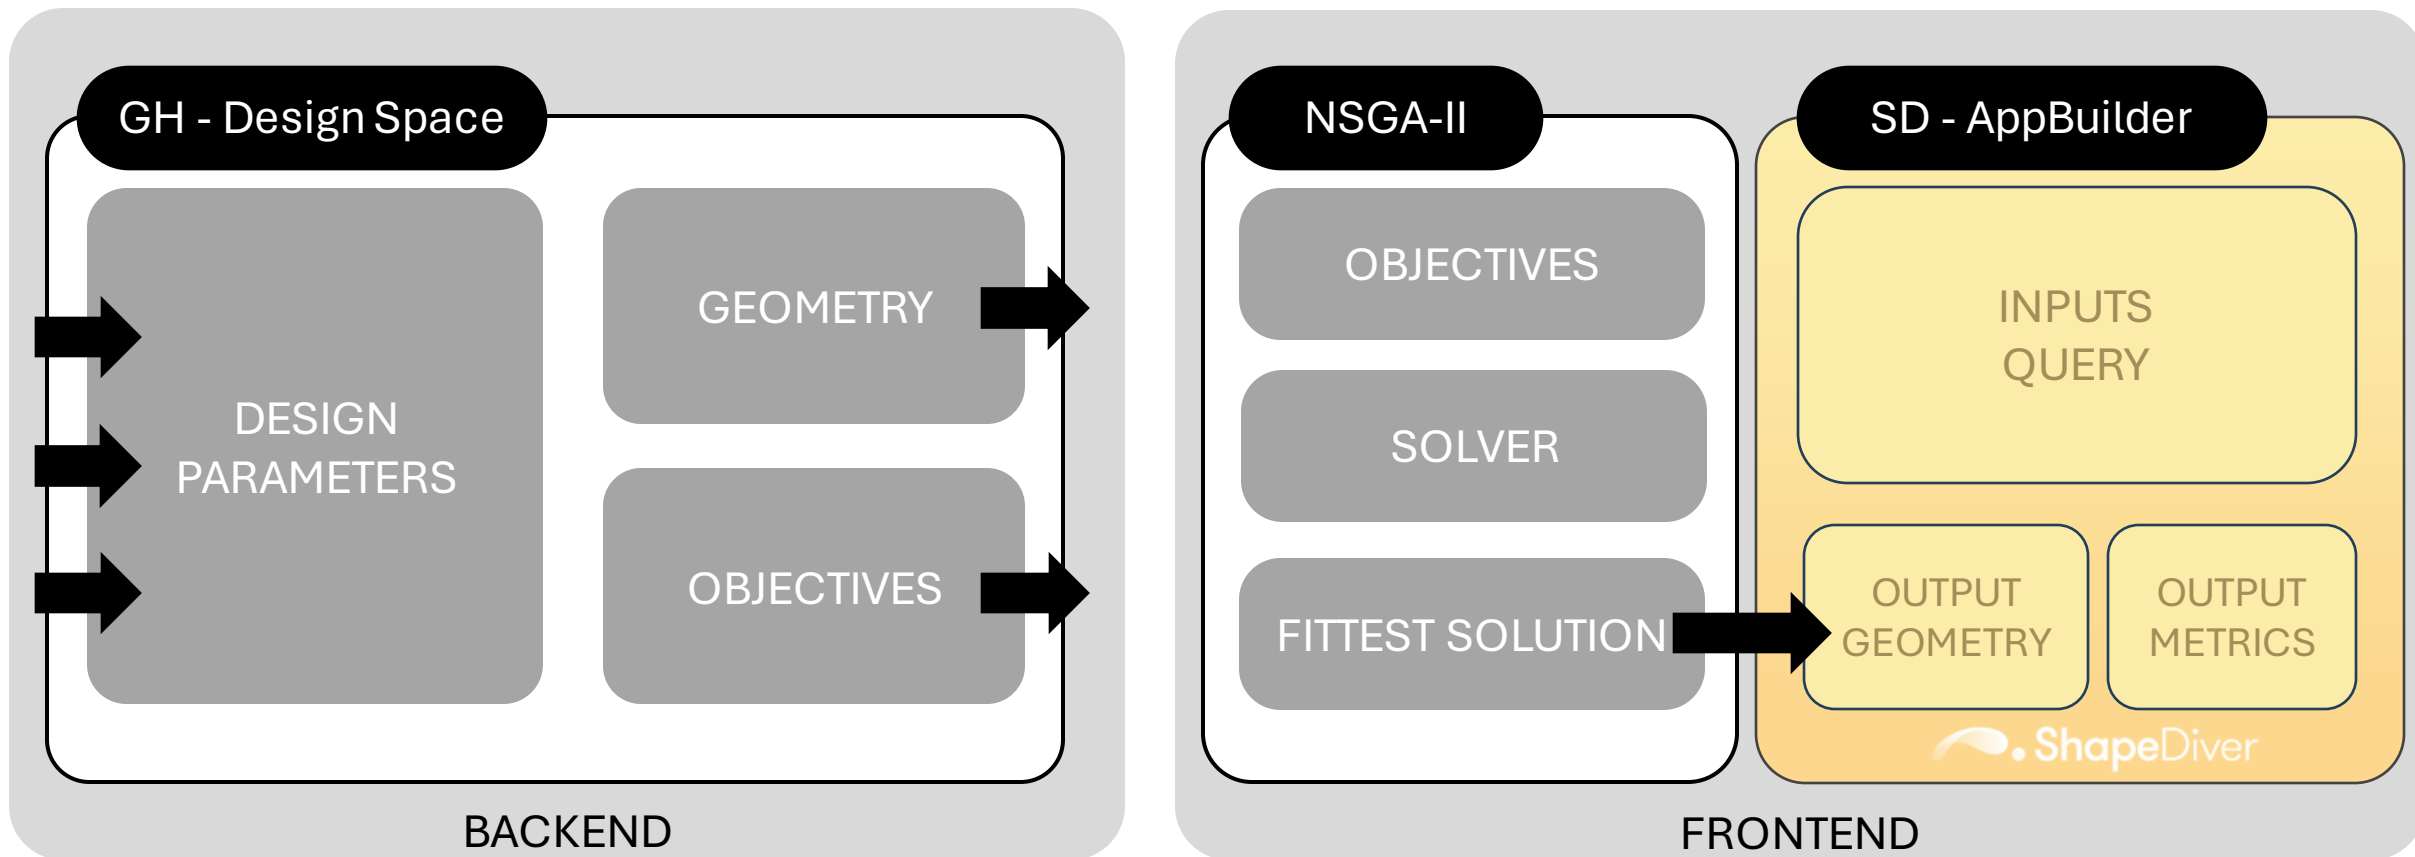 GH - Design Space
DESIGN
PARAMETERS
GEOMETRY
OBJECTIVES
BACKEND
NSGA-II
OBJECTIVES
SOLVER
FITTEST SOLUTION
SD - AppBuilder
INPUTS
QUERY
OUTPUT
GEOMETRY
OUTPUT
METRICS
ShapeDiver
FRONTEND